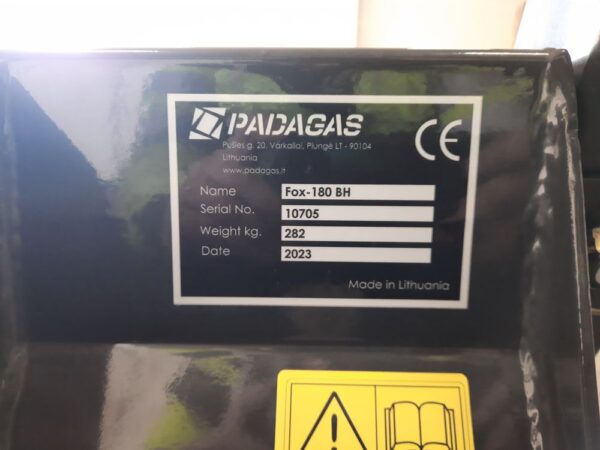 PADAGAS
CE
Pušies g. 20, Varkaliai, Plungė LT - 90104
Lithuania
www.padagas.lt
Name Fox-180 BH
Serial No. 10705
Weight kg. 282
Date 2023
Made in Lithuania